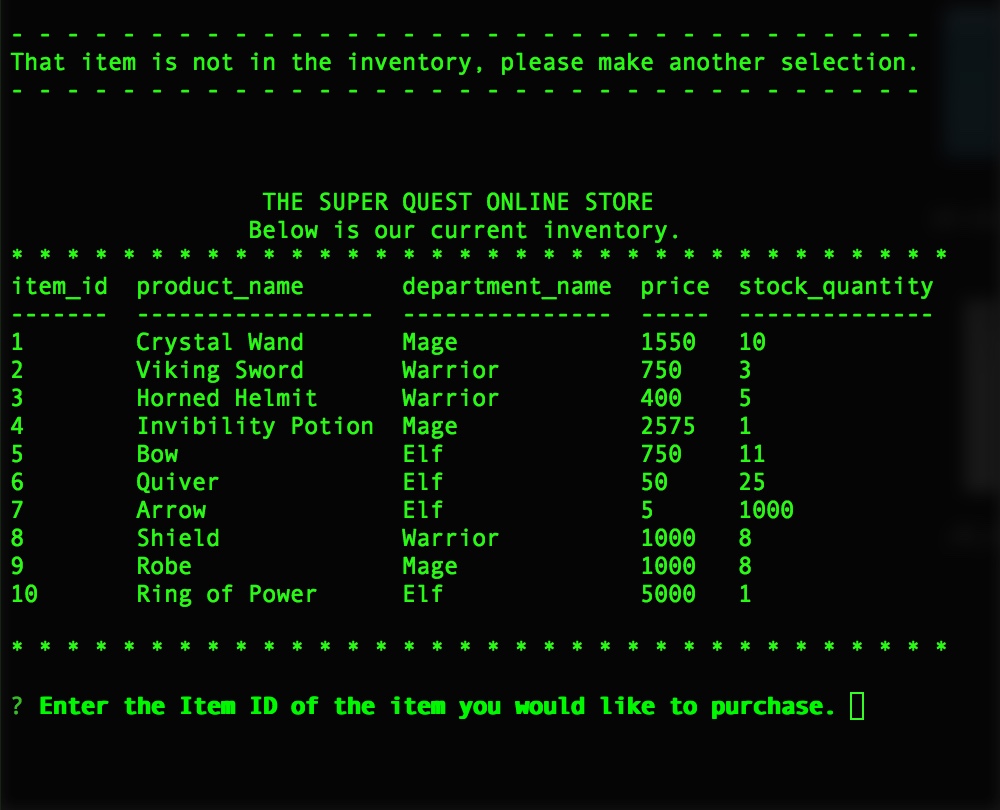 - - - - - - - - - - - - - - - - - - - - - - - - - - - - - - - - -
That item is not in the inventory, please make another selection.
- - - - - - - - - - - - - - - - - - - - - - - - - - - - - - - - -
THE SUPER QUEST ONLINE STORE
Below is our current inventory.
* * * * * * * * * * * * * * * * * * * * * * * * * * * * * * * * * *
item_id  product_name       department_name  price  stock_quantity
-------  -----------------  ---------------  -----  --------------
1        Crystal Wand       Mage             1550   10
2        Viking Sword       Warrior          750    3
3        Horned Helmit      Warrior          400    5
4        Invibility Potion  Mage             2575   1
5        Bow                Elf              750    11
6        Quiver             Elf              50     25
7        Arrow              Elf              5      1000
8        Shield             Warrior          1000   8
9        Robe               Mage             1000   8
10       Ring of Power      Elf              5000   1
* * * * * * * * * * * * * * * * * * * * * * * * * * * * * * * * * *
? Enter the Item ID of the item you would like to purchase.